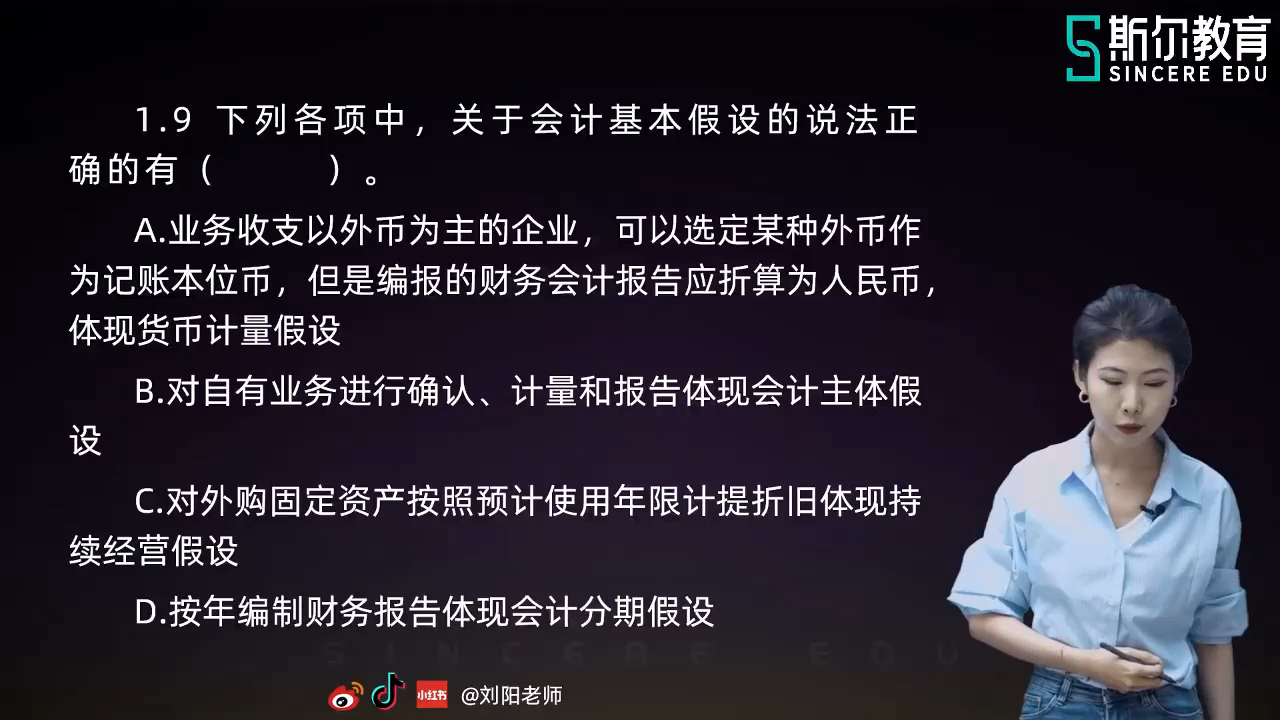 斯尔教育
SINCERE EDU
1.9 下列各项中，关于会计基本假设的说法正
确的有（ ）。
A.业务收支以外币为主的企业，可以选定某种外币作
为记账本位币，但是编报的财务会计报告应折算为人民币，
体现货币计量假设
B.对自有业务进行确认、计量和报告体现会计主体假
设
C.对外购固定资产按照预计使用年限计提折旧体现持
续经营假设
D.按年编制财务报告体现会计分期假设
SINCERE EDU
小红书 @刘阳老师